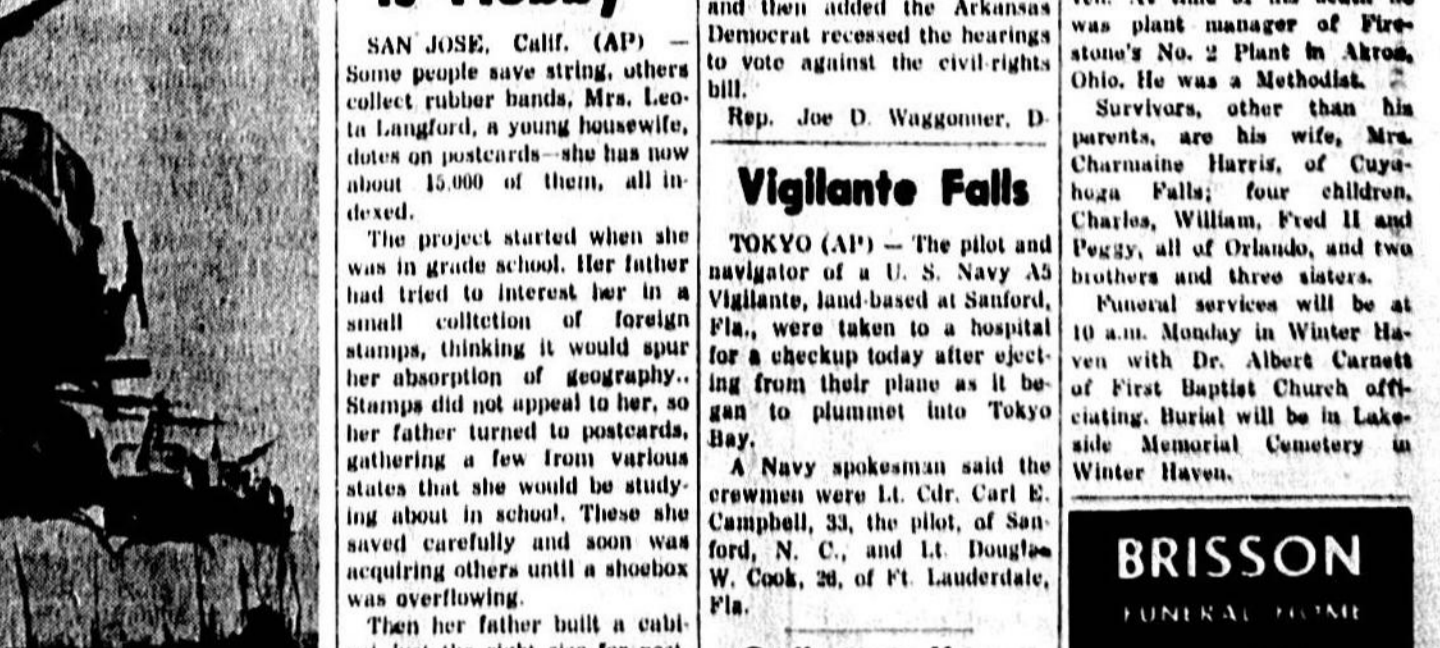 is Hobby
SAN JOSE, Calif. (AP) —
Some people save string, others
collect rubber bands, Mrs. Leo-
ta Langford, a young housewife,
dotes on postcards—she has now
about 15,000 of them, all in-
dexed.
The project started when she
was in grade school. Her father
had tried to interest her in a
small colltction of foreign
stamps, thinking it would spur
her absorption of geography..
Stamps did not appeal to her, so
her father turned to postcards,
gathering a few from various
states that she would be study-
ing about in school. These she
saved carefully and soon was
acquiring others until a shoebox
was overflowing.
Then her father built a cabi-
and then added the Arkansas
Democrat recessed the hearings
to vote against the civil-rights
bill.
Rep. Joe D. Waggonner, D-
Vigilante Falls
TOKYO (AP) — The pilot and
navigator of a U. S. Navy A5
Vigilante, land-based at Sanford,
Fla., were taken to a hospital
for a checkup today after eject-
ing from their plane as it be-
gan to plummet into Tokyo
Bay.
A Navy spokesman said the
crewmen were Lt. Cdr. Carl E.
Campbell, 33, the pilot, of San-
ford, N. C., and Lt. Douglas
W. Cook, 26, of Ft. Lauderdale,
Fla.
was plant manager of Fire-
stone's No. 2 Plant in Akron,
Ohio. He was a Methodist.
Survivors, other than his
parents, are his wife, Mrs.
Charmaine Harris, of Cuya-
hoga Falls; four children,
Charles, William, Fred II and
Peggy, all of Orlando, and two
brothers and three sisters.
Funeral services will be at
10 a.m. Monday in Winter Ha-
ven with Dr. Albert Carnett
of First Baptist Church offi-
ciating. Burial will be in Lake-
side Memorial Cemetery in
Winter Haven.
BRISSON
FUNERAL HOME